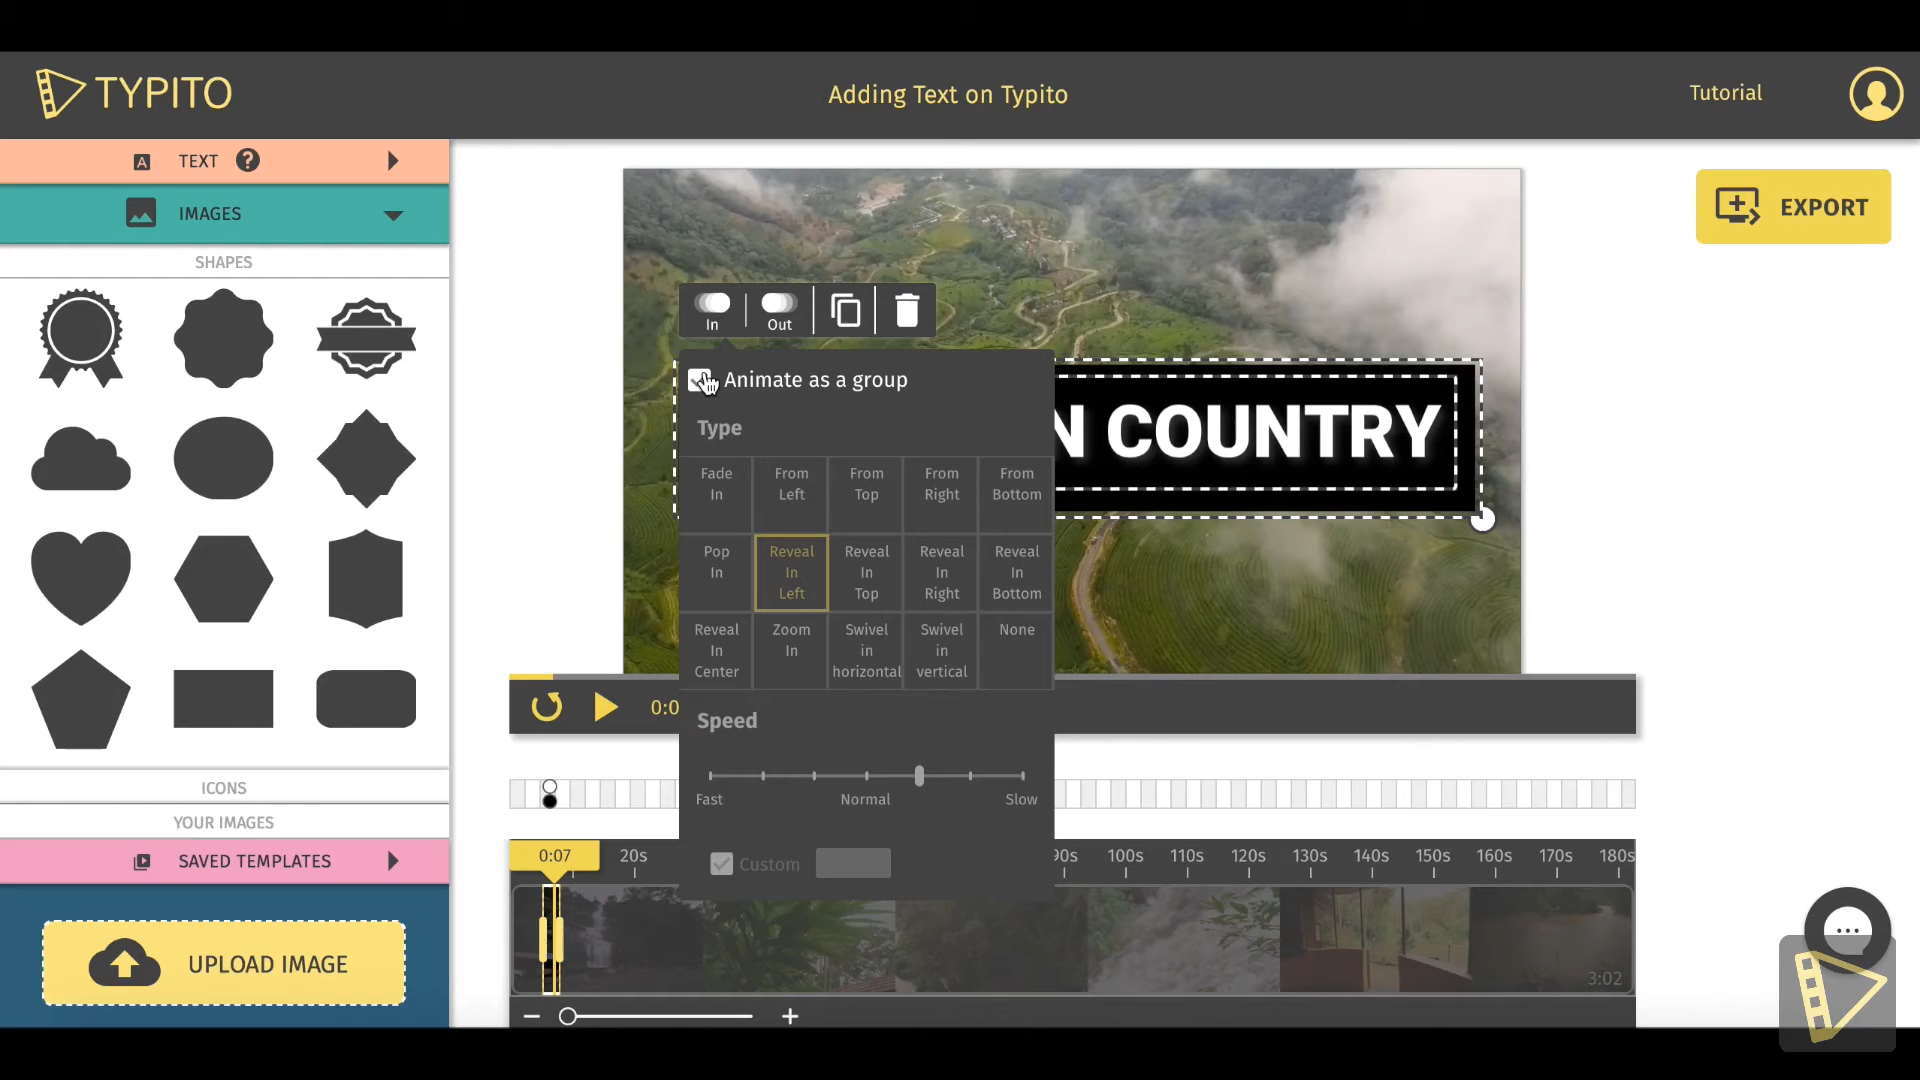 TYPITO
Adding Text on Typito
Tutorial
TEXT ?
IMAGES
EXPORT
SHAPES
In
Out
Animate as a group
N COUNTRY
Type
Fade
In
From
Left
From
Top
From
Right
From
Bottom
Pop
In
Reveal
In
Left
Reveal
In
Top
Reveal
In
Right
Reveal
In
Bottom
Reveal
In
Center
Zoom
In
Swivel
in
horizontal
Swivel
in
vertical
None
0:0
Speed
Fast
Normal
Slow
ICONS
YOUR IMAGES
SAVED TEMPLATES
Custom
0:07
20s
90s
100s
110s
120s
130s
140s
150s
160s
170s
180s
3:02
UPLOAD IMAGE